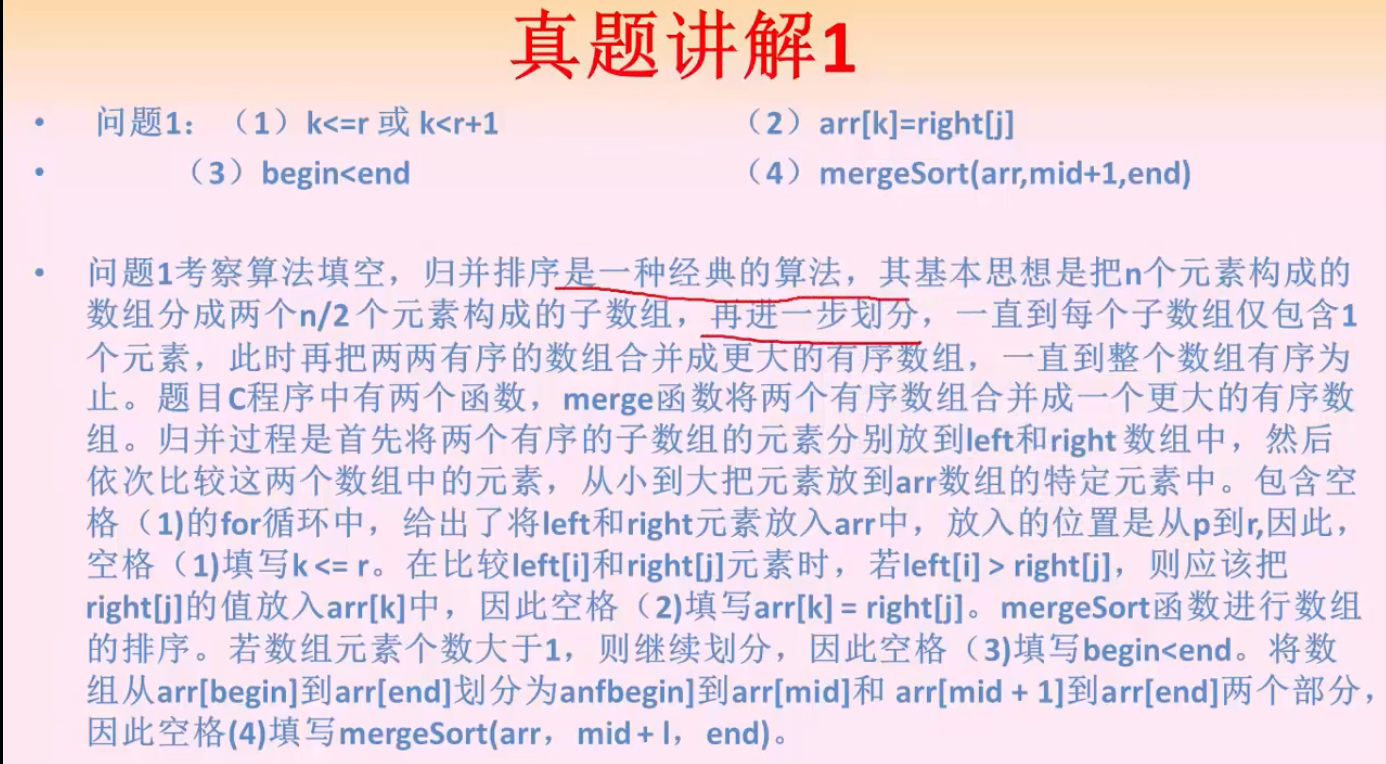 真题讲解1
• 问题1：（1）k<=r 或 k<r+1 （2）arr[k]=right[j]
• （3）begin<end （4）mergeSort(arr,mid+1,end)
• 问题1考察算法填空，归并排序是一种经典的算法，其基本思想是把n个元素构成的
数组分成两个n/2个元素构成的子数组，再进一步划分，一直到每个子数组仅包含1
个元素，此时再把两两有序的数组合并成更大的有序数组，一直到整个数组有序为
止。题目C程序中有两个函数，merge函数将两个有序数组合并成一个更大的有序数
组。归并过程是首先将两个有序的子数组的元素分别放到left和right数组中，然后
依次比较这两个数组中的元素，从小到大把元素放到arr数组的特定元素中。包含空
格（1)的for循环中，给出了将left和right元素放入arr中，放入的位置是从p到r,因此，
空格（1)填写k <= r。在比较left[i]和right[j]元素时，若left[i] > right[j]，则应该把
right[j]的值放入arr[k]中，因此空格（2)填写arr[k] = right[j]。mergeSort函数进行数组
的排序。若数组元素个数大于1，则继续划分，因此空格（3)填写begin<end。将数
组从arr[begin]到arr[end]划分为anfbegin]到arr[mid]和 arr[mid + 1]到arr[end]两个部分，
因此空格(4)填写mergeSort(arr，mid + l，end)。